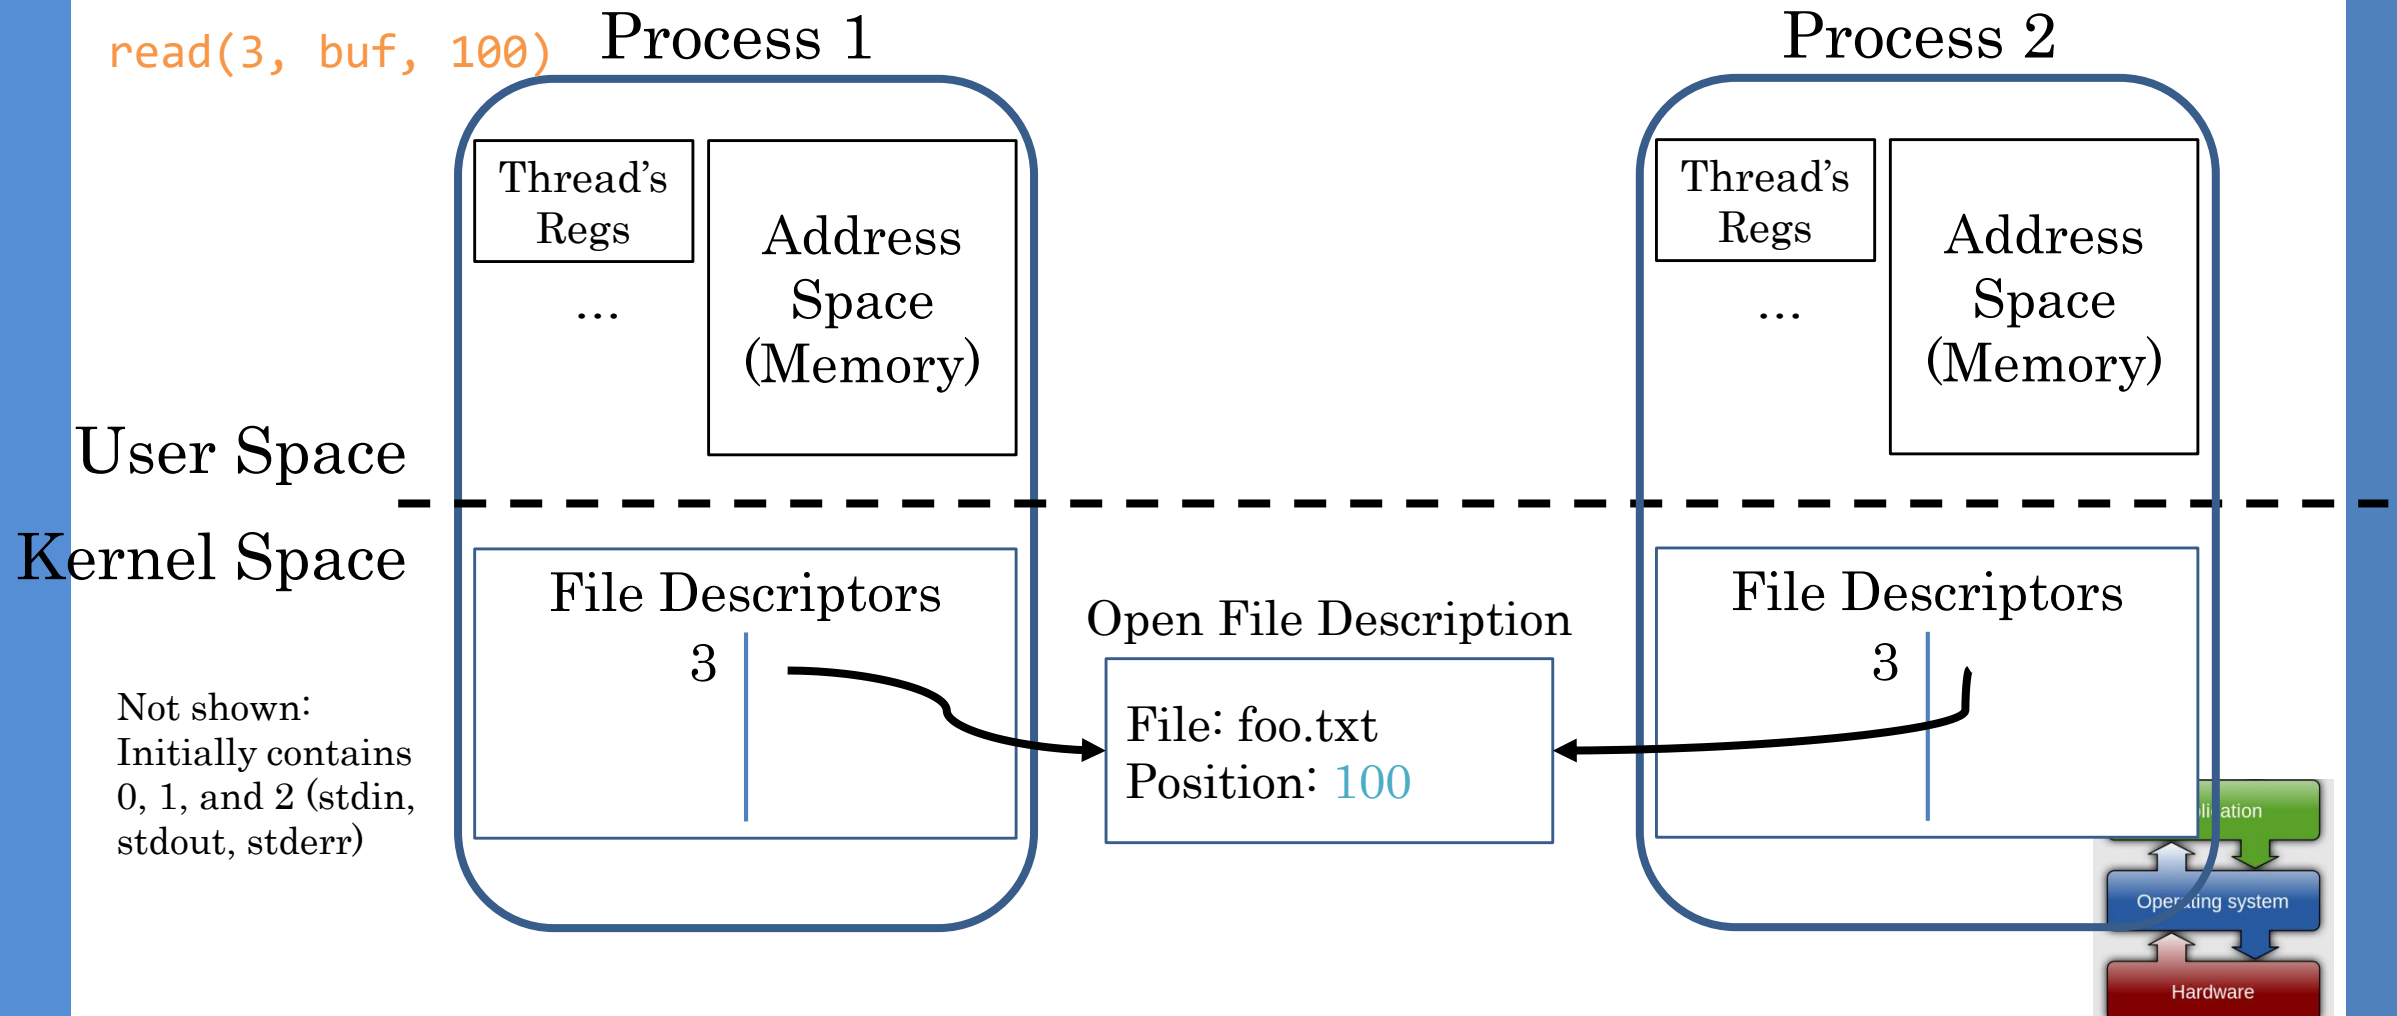 read(3, buf, 100)
Process 1
Process 2
Thread's
Regs
...
Address
Space
(Memory)
Thread's
Regs
...
Address
Space
(Memory)
User Space
Kernel Space
File Descriptors
3
Open File Description
File: foo.txt
Position: 100
File Descriptors
3
Not shown:
Initially contains
0, 1, and 2 (stdin,
stdout, stderr)
Operating system
Hardware